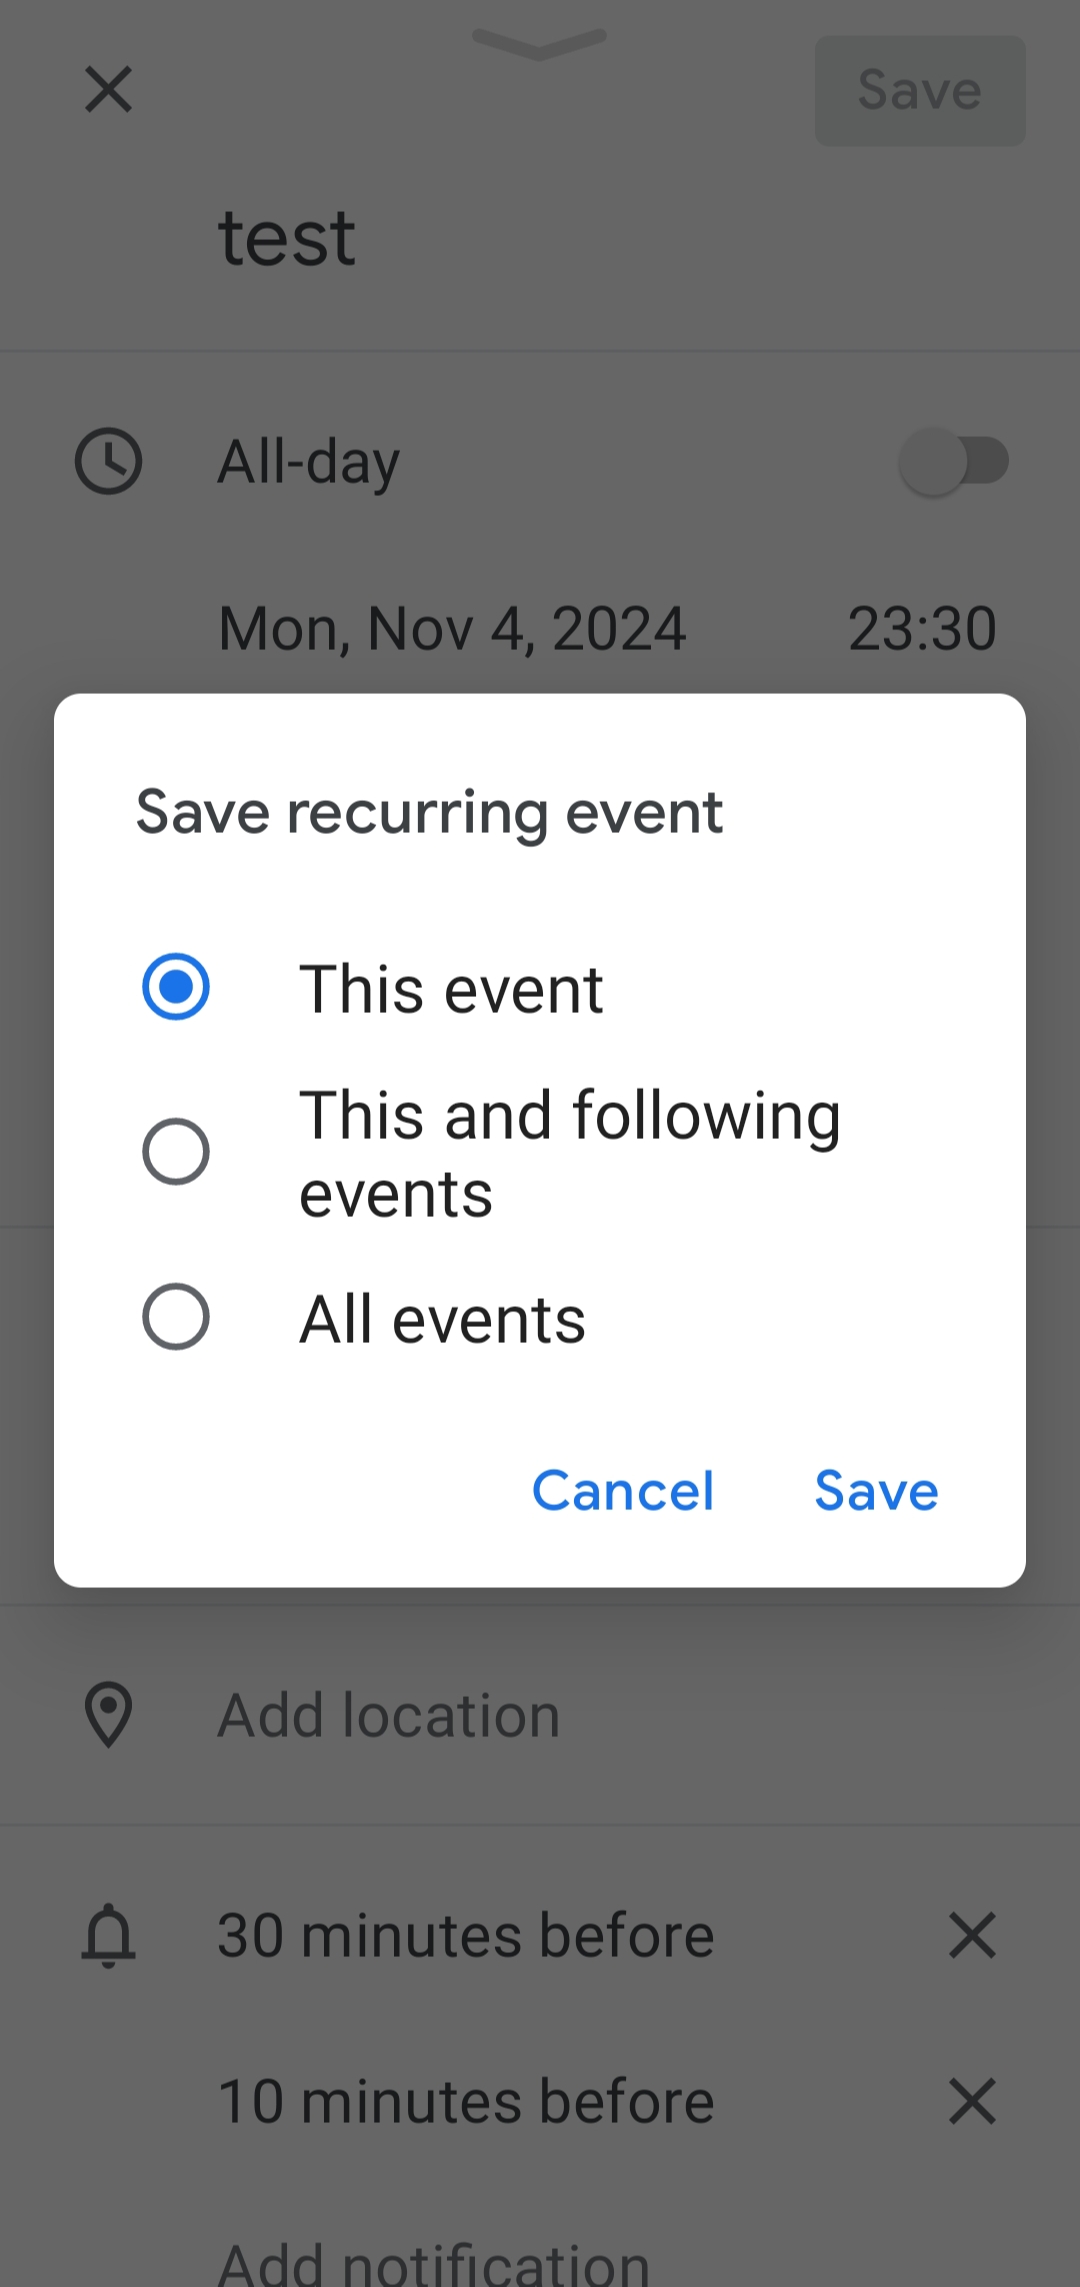 Save
test
All-day
Mon, Nov 4, 2024 23:30
Save recurring event
This event
This and following
events
All events
Cancel Save
Add location
30 minutes before
10 minutes before
Add notification